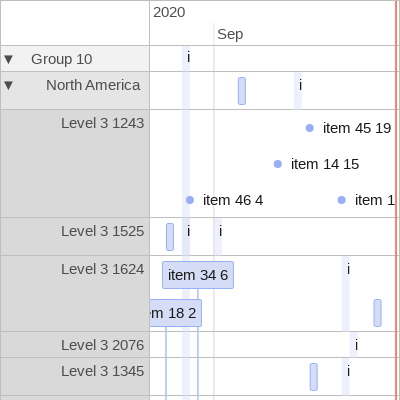 2020
Sep
▼ Group 10 i
▼ North America i
Level 3 1243 item 45 19
item 14 15
item 46 4 item 1
Level 3 1525 i i
Level 3 1624 item 34 6 i
em 18 2
Level 3 2076 i
Level 3 1345 i